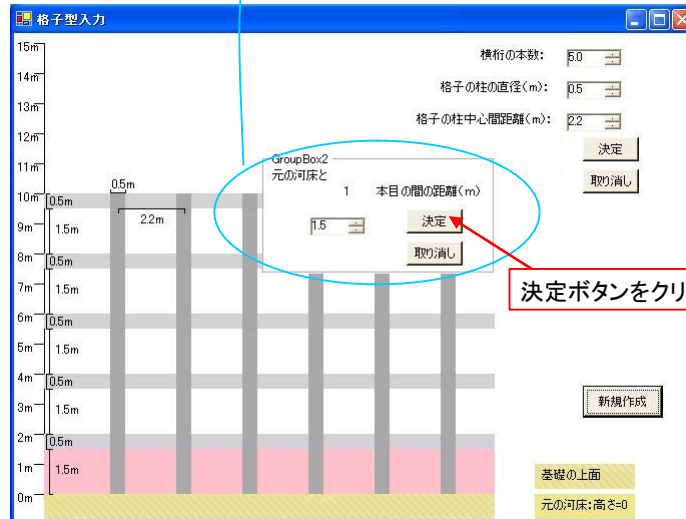 格子型入力
15m
14m
13m
12m
11m
10m
9m
8m
7m
6m
5m
4m
3m
2m
1m
0m
0.5m
1.5m
0.5m
1.5m
0.5m
1.5m
0.5m
1.5m
0.5m
1.5m
0.5m
2.2m
横桁の本数: 5.0
格子の柱の直径(m): 0.5
格子の柱中心間距離(m): 2.2
決定
取り消し
GroupBox2
元の河床と
1 本目の間の距離(m)
1.5
決定
取り消し
決定ボタンをクリ
新規作成
基礎の上面
元の河床:高さ=0